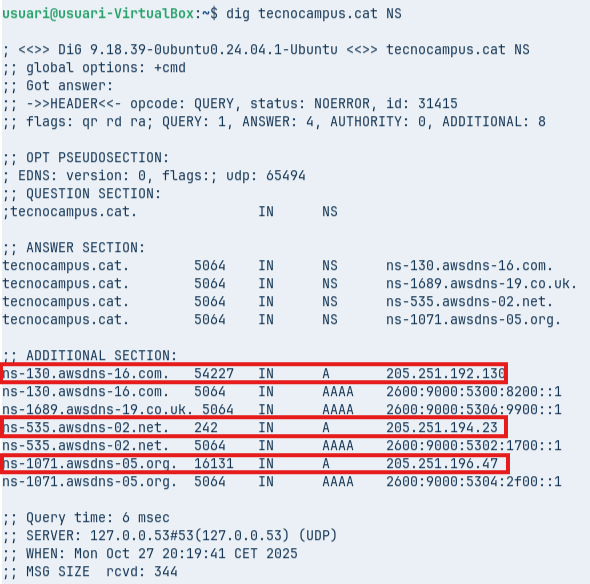 usuari@usuari-VirtualBox:~$ dig tecnocampus.cat NS
; <<>> DiG 9.18.39-0ubuntu0.24.04.1-Ubuntu <<>> tecnocampus.cat NS
;; global options: +cmd
;; Got answer:
;; ->>HEADER<<- opcode: QUERY, status: NOERROR, id: 31415
;; flags: qr rd ra; QUERY: 1, ANSWER: 4, AUTHORITY: 0, ADDITIONAL: 8
;; OPT PSEUDOSECTION:
; EDNS: version: 0, flags:; udp: 65494
;; QUESTION SECTION:
;tecnocampus.cat. IN NS
;; ANSWER SECTION:
tecnocampus.cat. 5064 IN NS ns-130.awsdns-16.com.
tecnocampus.cat. 5064 IN NS ns-1689.awsdns-19.co.uk.
tecnocampus.cat. 5064 IN NS ns-535.awsdns-02.net.
tecnocampus.cat. 5064 IN NS ns-1071.awsdns-05.org.
;; ADDITIONAL SECTION:
ns-130.awsdns-16.com. 54227 IN A 205.251.192.130
ns-130.awsdns-16.com. 5064 IN AAAA 2600:9000:5300:8200::1
ns-1689.awsdns-19.co.uk. 5064 IN AAAA 2600:9000:5306:9900::1
ns-535.awsdns-02.net. 242 IN A 205.251.194.23
ns-535.awsdns-02.net. 5064 IN AAAA 2600:9000:5302:1700::1
ns-1071.awsdns-05.org. 16131 IN A 205.251.196.47
ns-1071.awsdns-05.org. 5064 IN AAAA 2600:9000:5304:2f00::1
;; Query time: 6 msec
;; SERVER: 127.0.0.53#53(127.0.0.53) (UDP)
;; WHEN: Mon Oct 27 20:19:41 CET 2025
;; MSG SIZE rcvd: 344